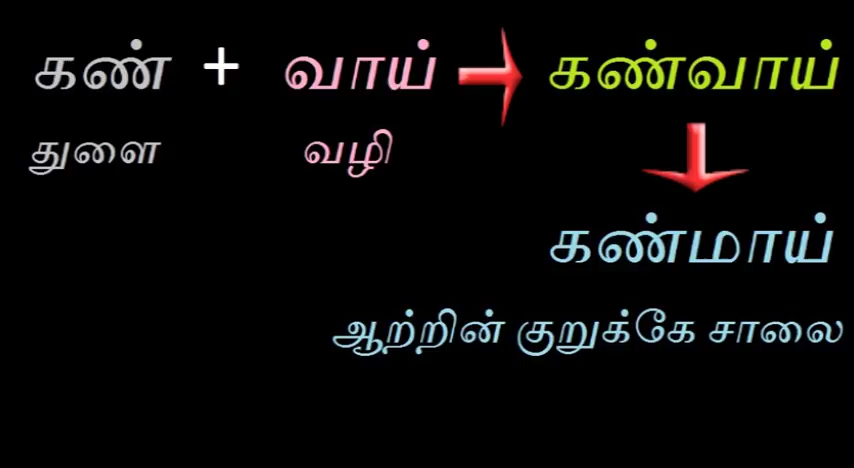 கண் + வாய் கண்வாய்
துளை வழி
கண்மாய்
ஆற்றின் குறுக்கே சாலை